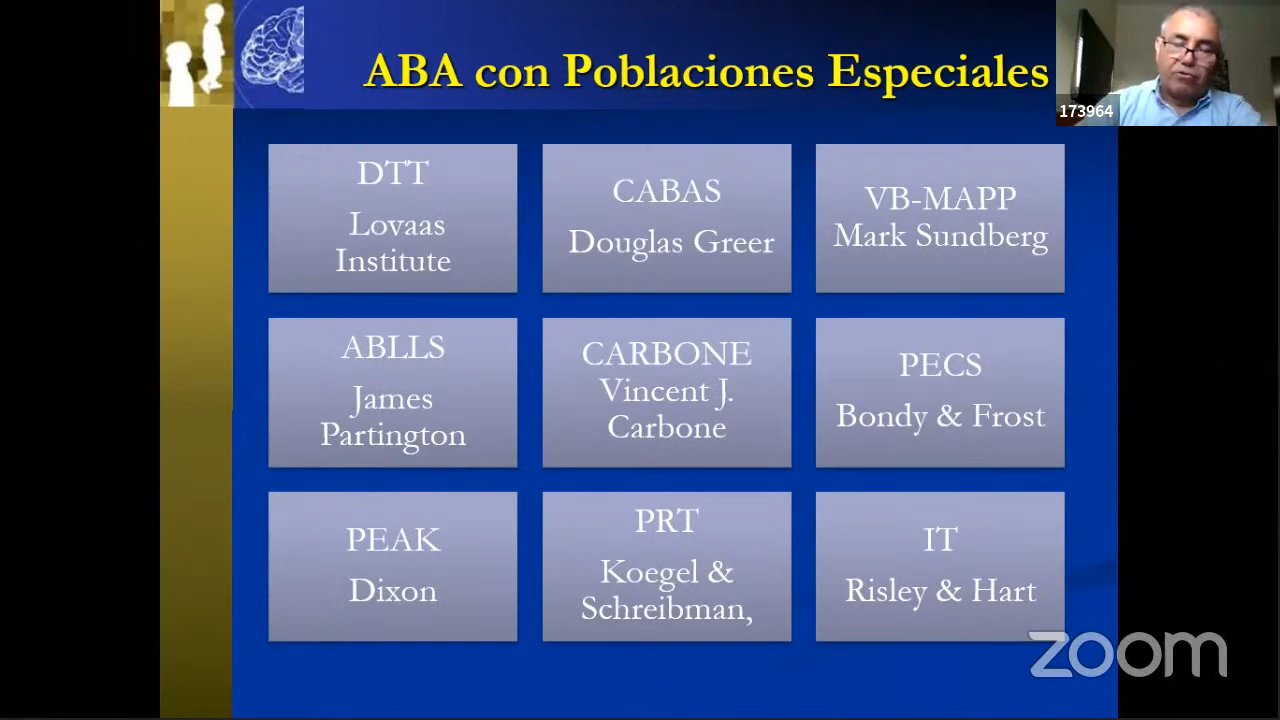 ABA con Poblaciones Especiales
173964
DTT
Lovaas
Institute
CABAS
Douglas Greer
VB-MAPP
Mark Sundberg
ABLLS
James
Partington
CARBONE
Vincent J.
Carbone
PECS
Bondy & Frost
PEAK
Dixon
PRT
Koegel &
Schreibman,
IT
Risley & Hart
zoom